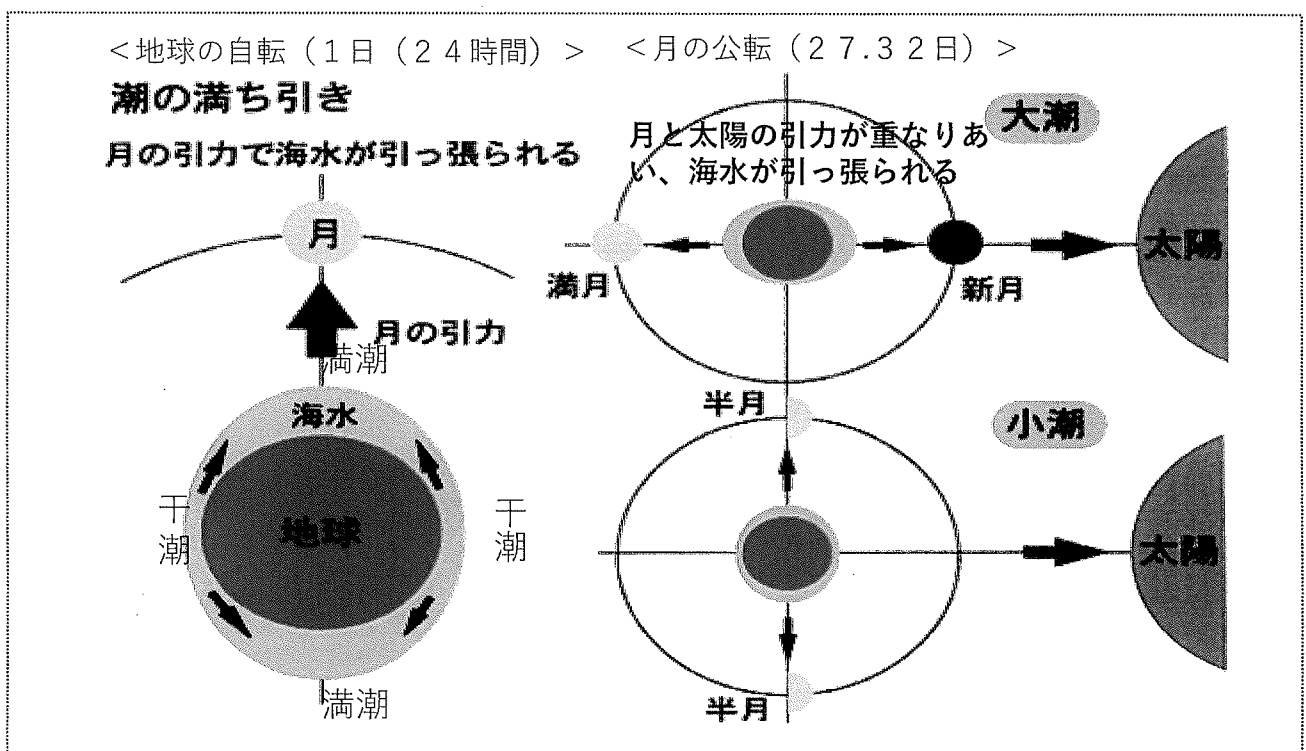 ＜地球の自転（１日（２４時間）＞
潮の満ち引き
月の引力で海水が引っ張られる
月
月の引力
満潮
海水
干潮
地球
干潮
満潮
＜月の公転（２７.３２日）＞
大潮
月と太陽の引力が重なりあ
い、海水が引っ張られる
満月
新月
太陽
半月
小潮
太陽
半月